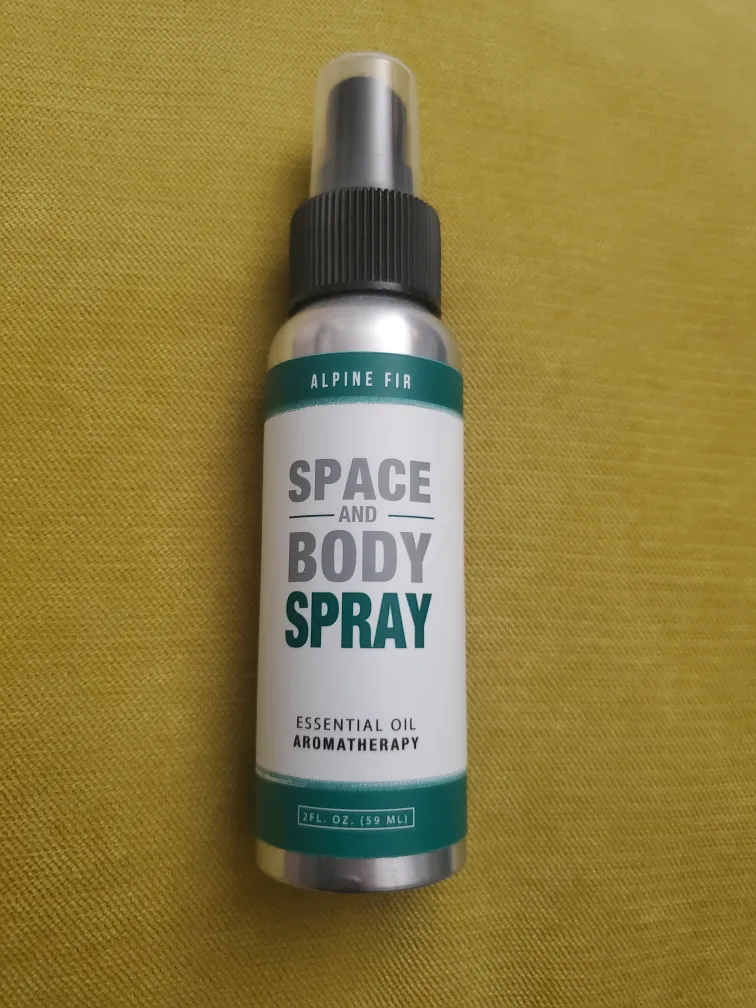 ALPINE FIR
SPACE
AND
BODY
SPRAY
ESSENTIAL OIL
AROMATHERAPY
2FL. OZ. (59 ML)